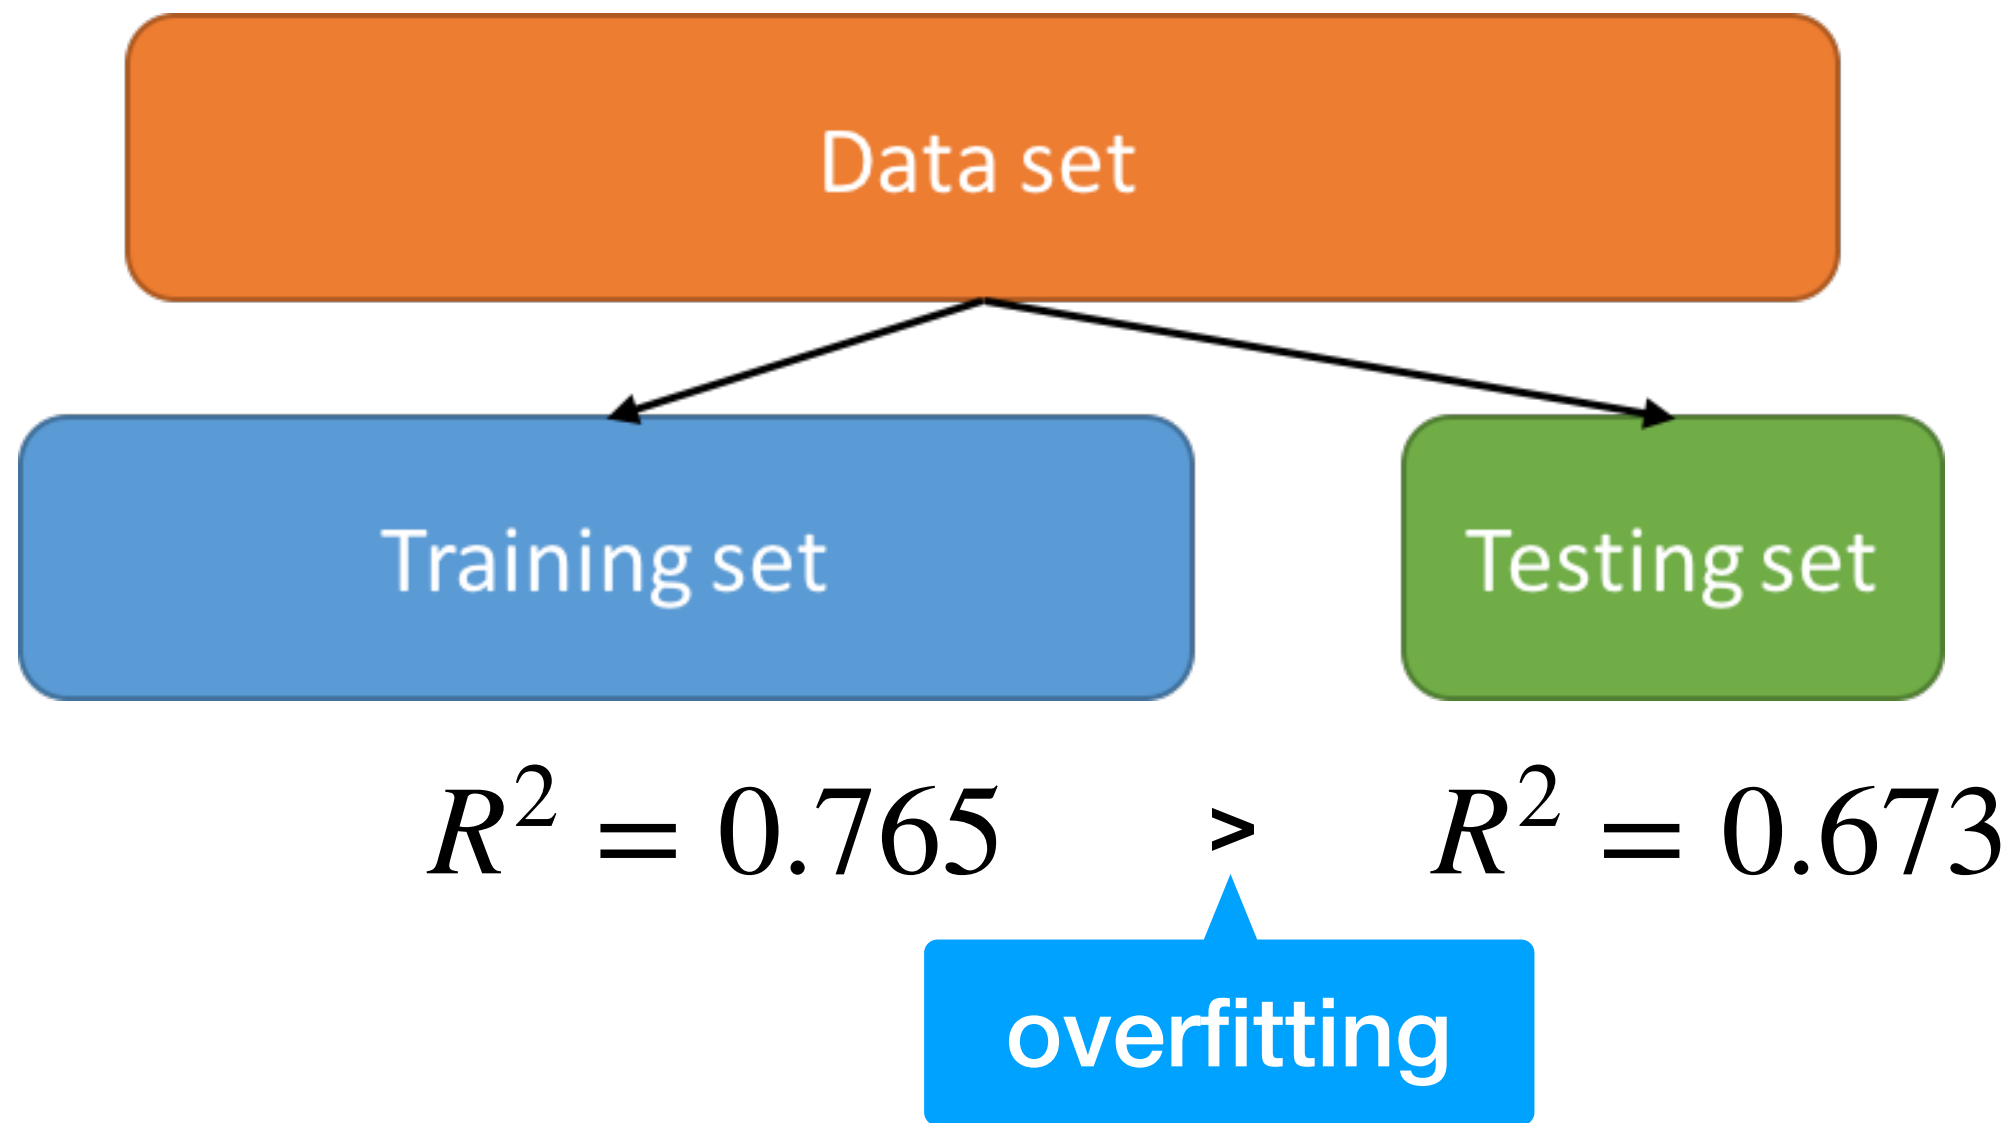 Data set
Training set
Testing set
R² = 0.765 > R² = 0.673
overfitting